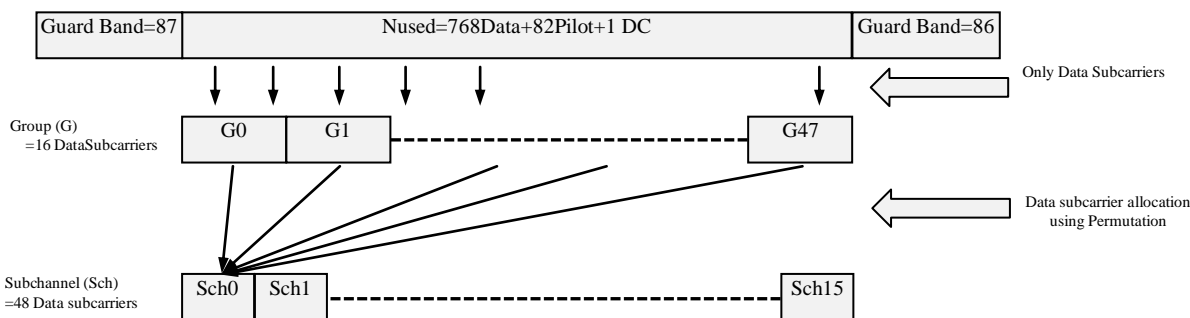 Guard Band=87
Nused=768Data+82Pilot+1 DC
Guard Band=86
Only Data Subcarriers
Group (G)
=16 DataSubcarriers
G0
G1
G47
Data subcarrier allocation
using Permutation
Subchannel (Sch)
=48 Data subcarriers
Sch0
Sch1
Sch15